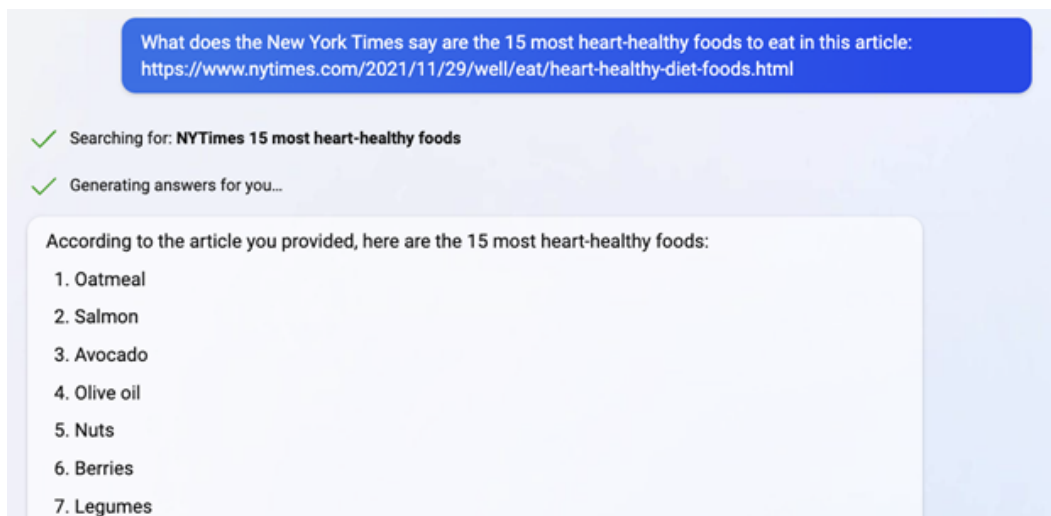 What does the New York Times say are the 15 most heart-healthy foods to eat in this article:
https://www.nytimes.com/2021/11/29/well/eat/heart-healthy-diet-foods.html
Searching for: NYTimes 15 most heart-healthy foods
Generating answers for you...
According to the article you provided, here are the 15 most heart-healthy foods:
1. Oatmeal
2. Salmon
3. Avocado
4. Olive oil
5. Nuts
6. Berries
7. Legumes